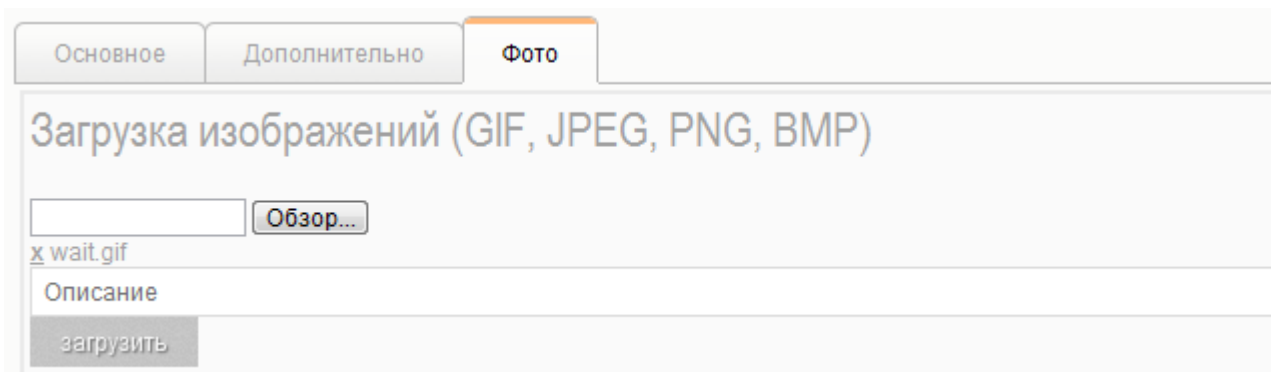 Основное Дополнительно Фото
Загрузка изображений (GIF, JPEG, PNG, BMP)
Обзор...
x wait.gif
Описание
загрузить